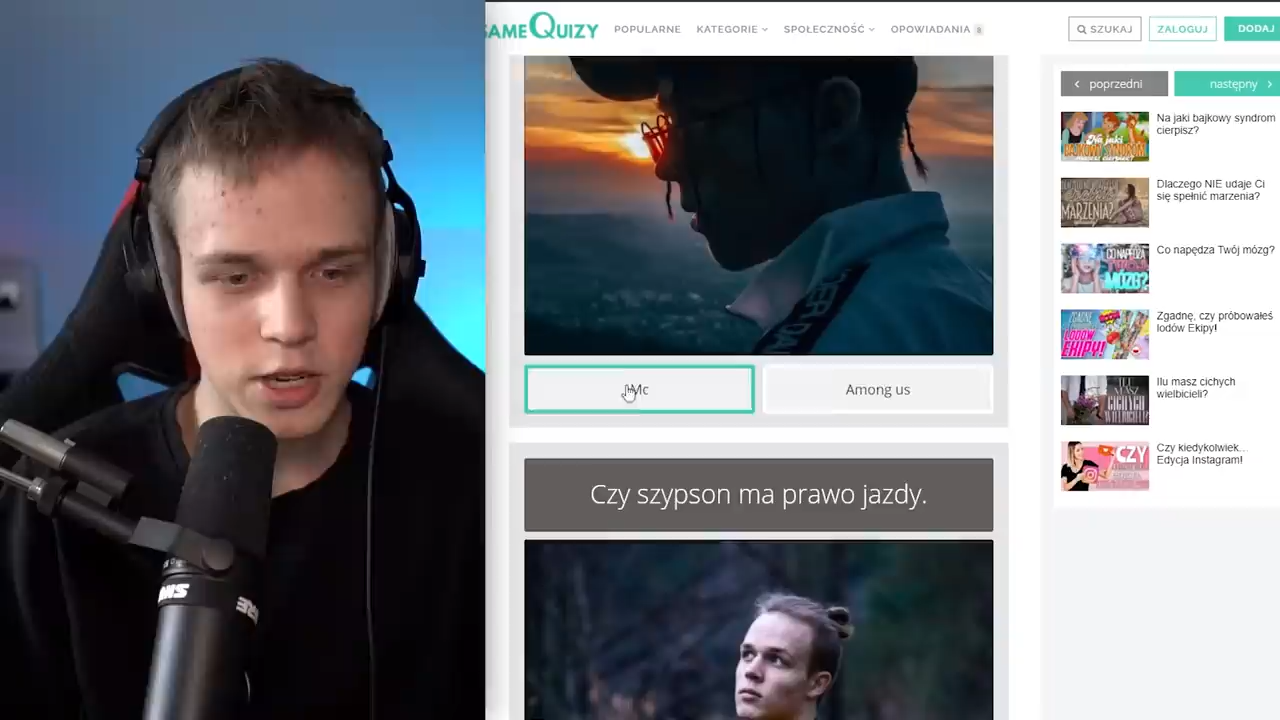 SAMEQUIZY
POPULARNE
KATEGORIE
SPOŁECZNOŚĆ
OPOWIADANIA
SZUKAJ
ZALOGUJ
DODAJ
poprzedni
następny
Na jaki bajkowy syndrom
cierpisz?
Dlaczego NIE udaje Ci
się spełnić marzenia?
Co napędza Twój mózg?
Zgadnę, czy próbowałeś
lodów Ekipy!
Ilu masz cichych
wielbicieli?
Czy kiedykolwiek...
Edycja Instagram!
Mc
Among us
Czy szypson ma prawo jazdy.